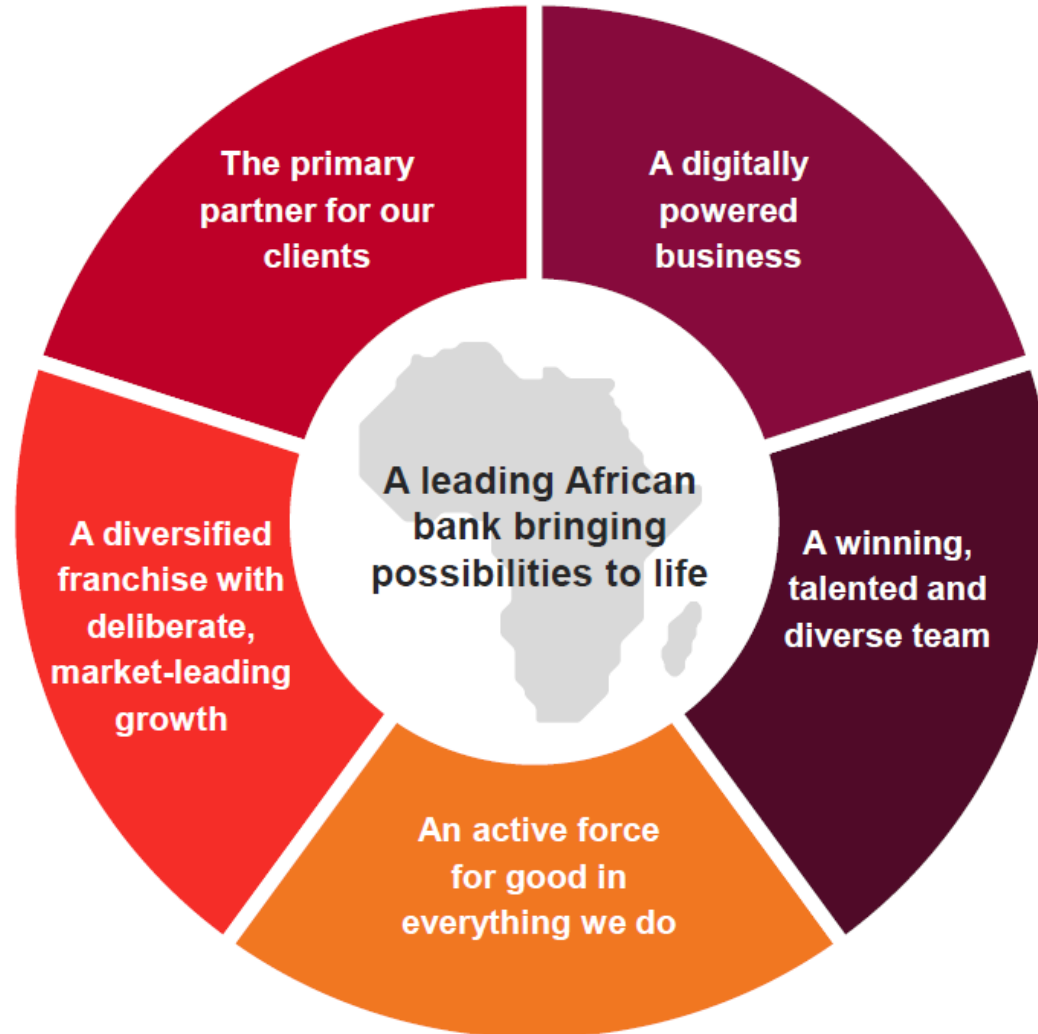 The primary
partner for our
clients
A digitally
powered
business
A diversified
franchise with
deliberate,
market-leading
growth
A leading African
bank bringing
possibilities to life
A winning,
talented and
diverse team
An active force
for good in
everything we do